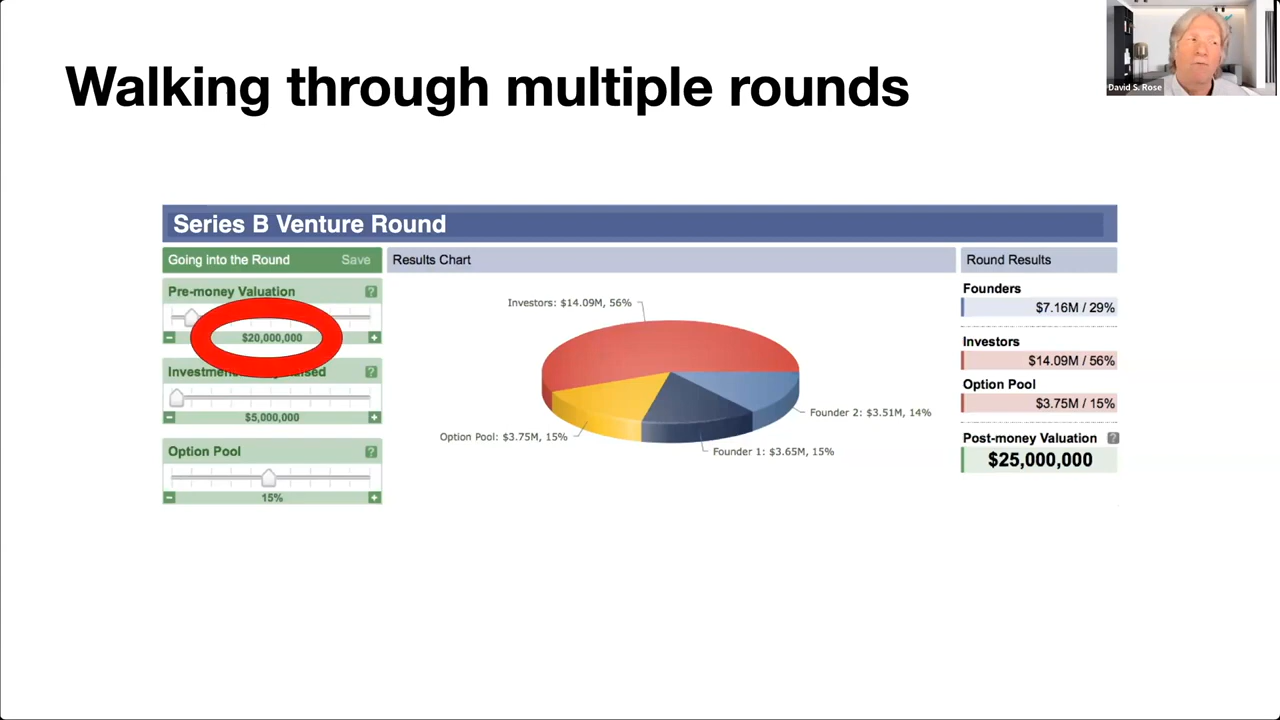 Walking through multiple rounds
David S. Rose
Series B Venture Round
Going into the Round Save
Results Chart
Round Results
Pre-money Valuation ?
- $20,000,000 +
?
- $5,000,000 +
Option Pool ?
- 15% +
Investors: $14.09M, 56%
Option Pool: $3.75M, 15%
Founder 2: $3.51M, 14%
Founder 1: $3.65M, 15%
Founders
$7.16M / 29%
Investors
$14.09M / 56%
Option Pool
$3.75M / 15%
Post-money Valuation ?
$25,000,000